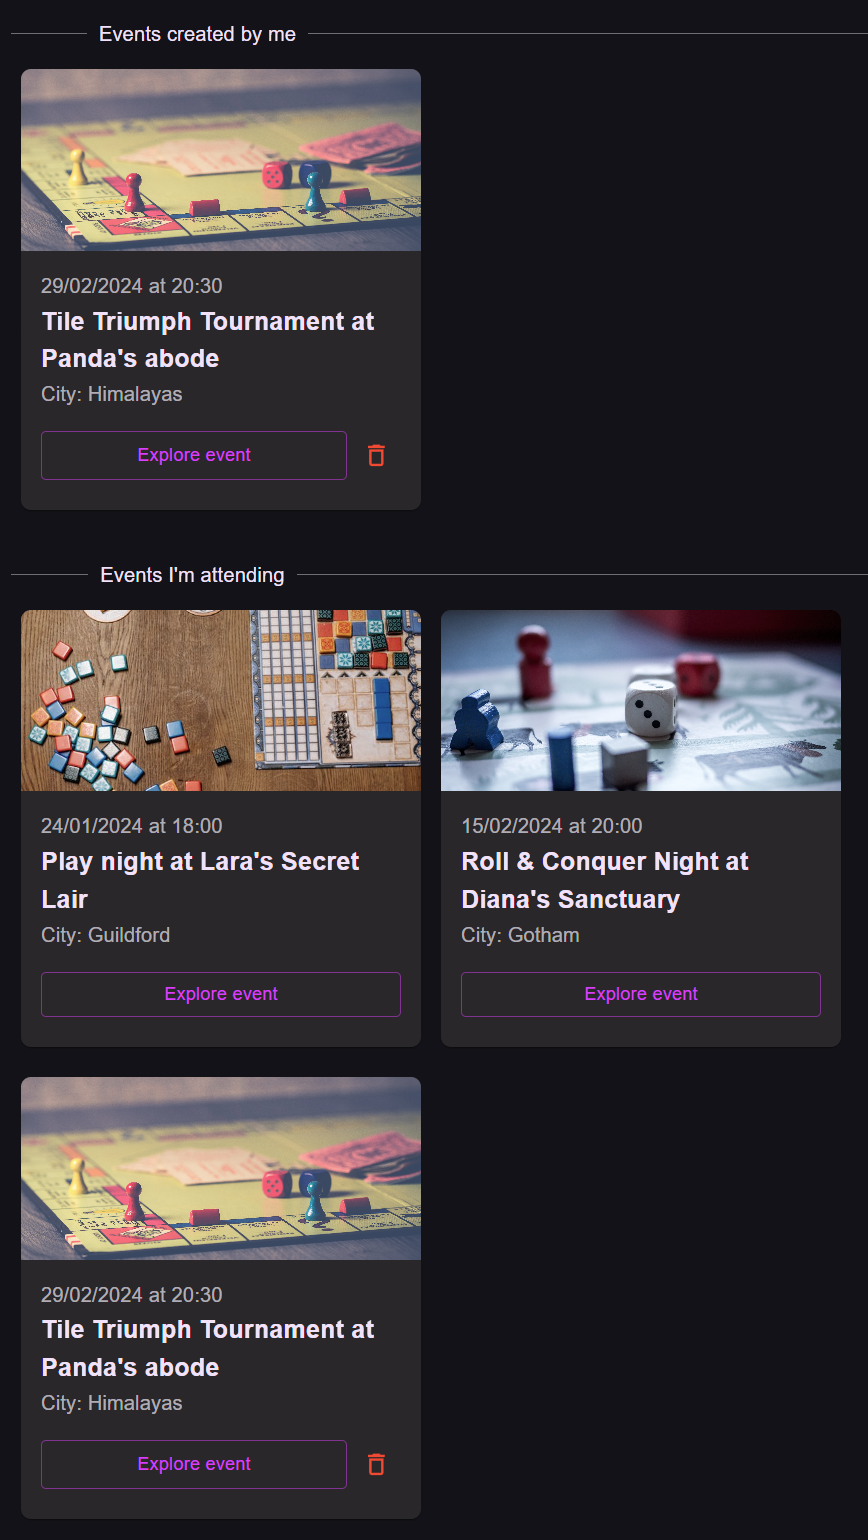 Events created by me
29/02/2024 at 20:30
Tile Triumph Tournament at
Panda's abode
City: Himalayas
Explore event
Events I'm attending
24/01/2024 at 18:00
Play night at Lara's Secret
Lair
City: Guildford
Explore event
15/02/2024 at 20:00
Roll & Conquer Night at
Diana's Sanctuary
City: Gotham
Explore event
29/02/2024 at 20:30
Tile Triumph Tournament at
Panda's abode
City: Himalayas
Explore event